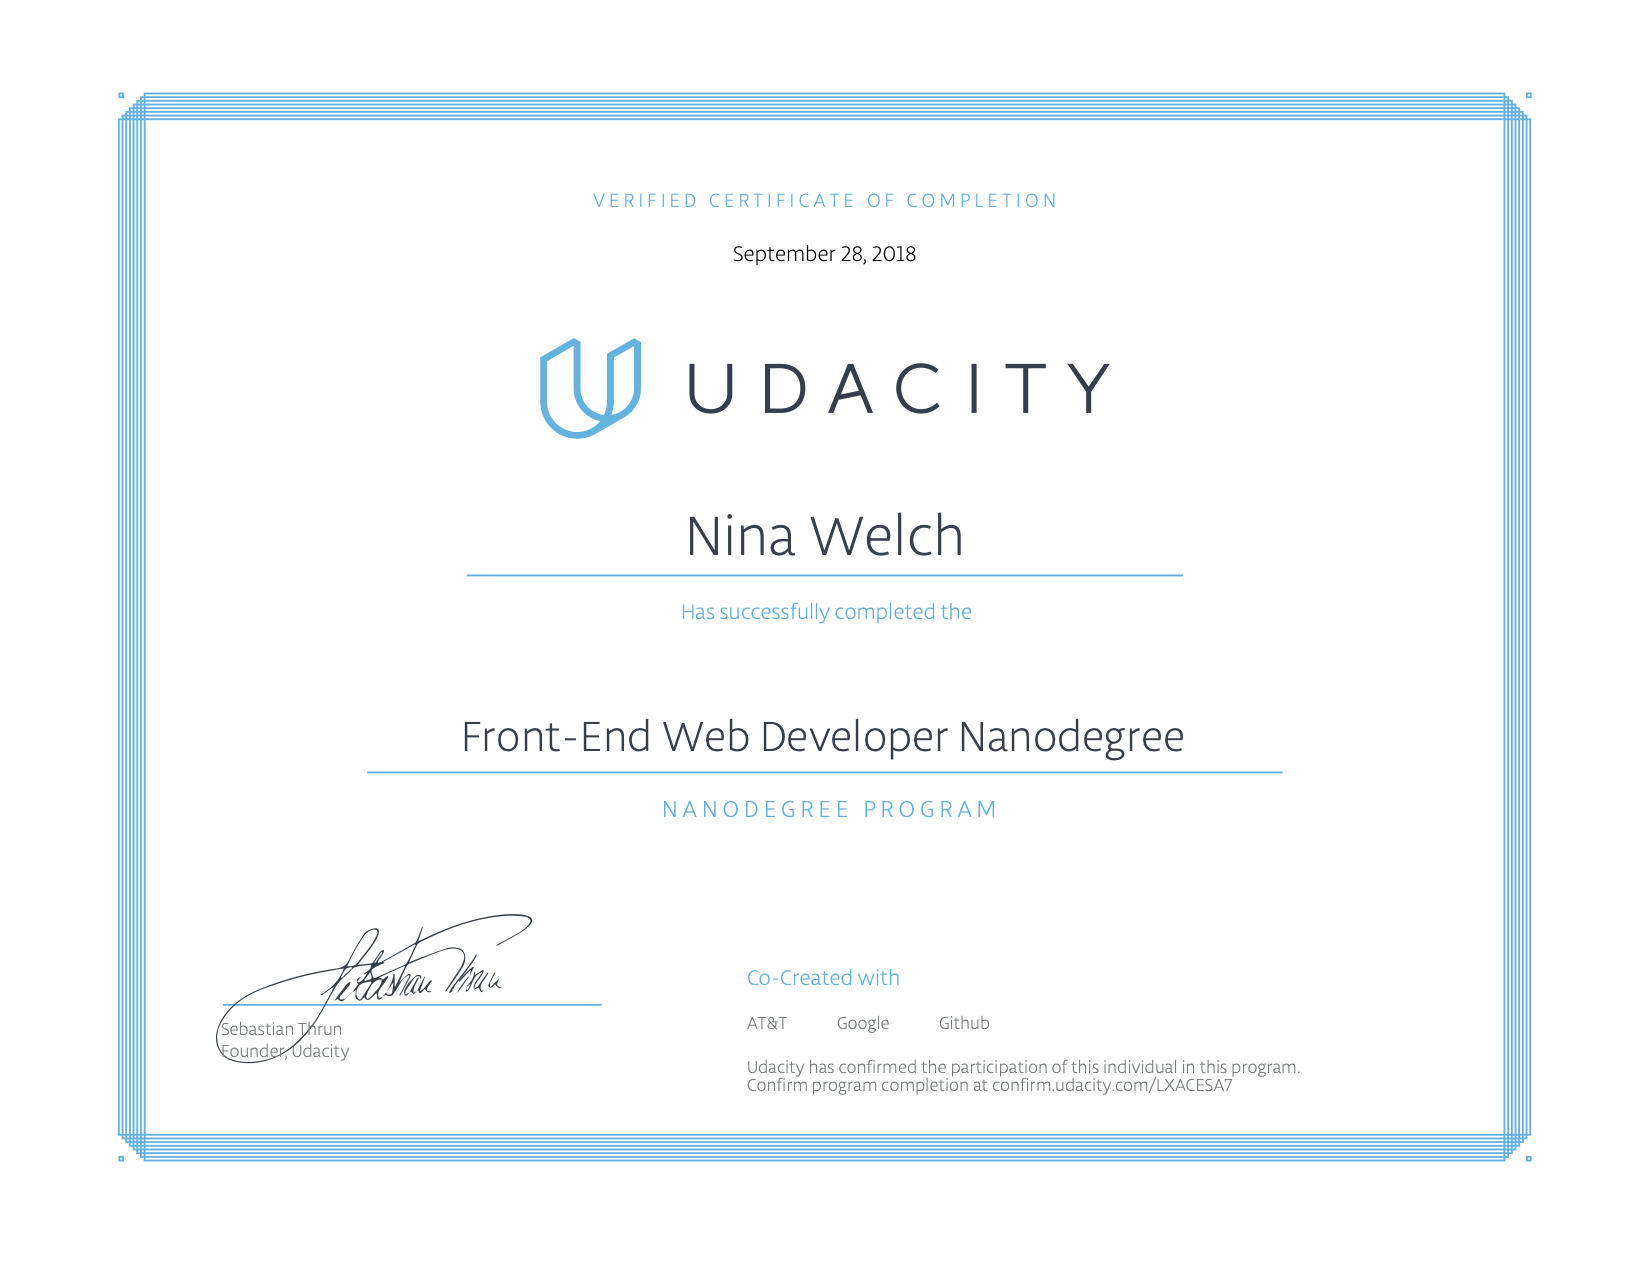 VERIFIED CERTIFICATE OF COMPLETION
September 28, 2018
UDACITY
Nina Welch
Has successfully completed the
Front-End Web Developer Nanodegree
NANODEGREE PROGRAM
Sebastian Thrun
Sebastian Thrun
Founder, Udacity
Co-Created with
AT&T Google Github
Udacity has confirmed the participation of this individual in this program.
Confirm program completion at confirm.udacity.com/LXACESA7